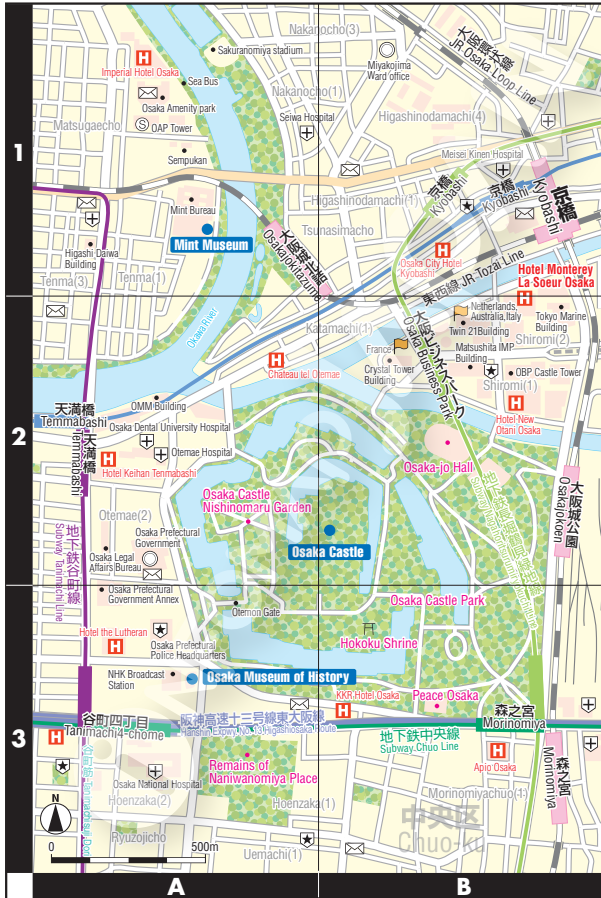 Nakanocho(3)
Sakuranomiya stadium
Miyakojima
Ward office
大阪環状線
JR Osaka Loop Line
H
Imperial Hotel Osaka
Sea Bus
Nakanocho(1)
Osaka Amenity park
Seiwa Hospital
Higashinodamachi(4)
Matsugaecho
S
OAP Tower
1
Sempukan
Meisei Kinen Hospital
京橋
Kyobashi
京橋
Kyobashi
京橋
Kyobashi
Higashinodamachi(1)
Mint Bureau
Mint Museum
大阪城北詰
Osakajokitazume
Tsunasimacho
H
Osaka City Hotel
Kyobashi
東西線 JR Tozai Line
Higashi Daiwa
Building
Tenma(1)
Tenma(3)
Hotel Monterey
La Soeur Osaka
H
Okawa River
Katamachi(1)
Netherlands,
Australia,Italy
Twin 21Building
Tokyo Marine
Building
大阪ビジネスパーク
Osaka Business Park
France
Crystal Tower
Building
Matsushita IMP
Building
Shiromi(2)
H
Chateau tel Otemae
OBP Castle Tower
Shiromi(1)
OMM Building
天満橋
Temmabashi
天満橋
Temmabashi
H
Hotel New
Otani Osaka
2
Osaka Dental University Hospital
Otemae Hospital
H
Hotel Keihan Tenmabashi
Osaka-jo Hall
大阪城公園
Osakajokoen
Osaka Castle
Nishinomaru Garden
Otemae(2)
Osaka Prefectural
Government
Osaka Castle
地下鉄谷町線
Subway Tanimachi Line
Osaka Legal
Affairs Bureau
Osaka Prefectural
Government Annex
Otemon Gate
Osaka Castle Park
Hotel the Lutheran
H
Osaka Prefectural
Police Headquarters
Hokoku Shrine
NHK Broadcast
Station
Osaka Museum of History
KKR Hotel Osaka
H
Peace Osaka
森之宮
Morinomiya
谷町四丁目
Tanimachi4-chome
阪神高速十三号線東大阪線
Hanshin Expwy. No. 13 Higashiosaka Route
地下鉄中央線
Subway Chuo Line
3
H
Remains of
Naniwanomiya Place
H
Apio Osaka
森之宮
Morinomiya
Osaka National Hospital
Hoenzaka(2)
Hoenzaka(1)
Morinomiyachuo(1)
中央区
Chuo-ku
N
Ryuzojicho
Uemachi(1)
0
500m
A
B